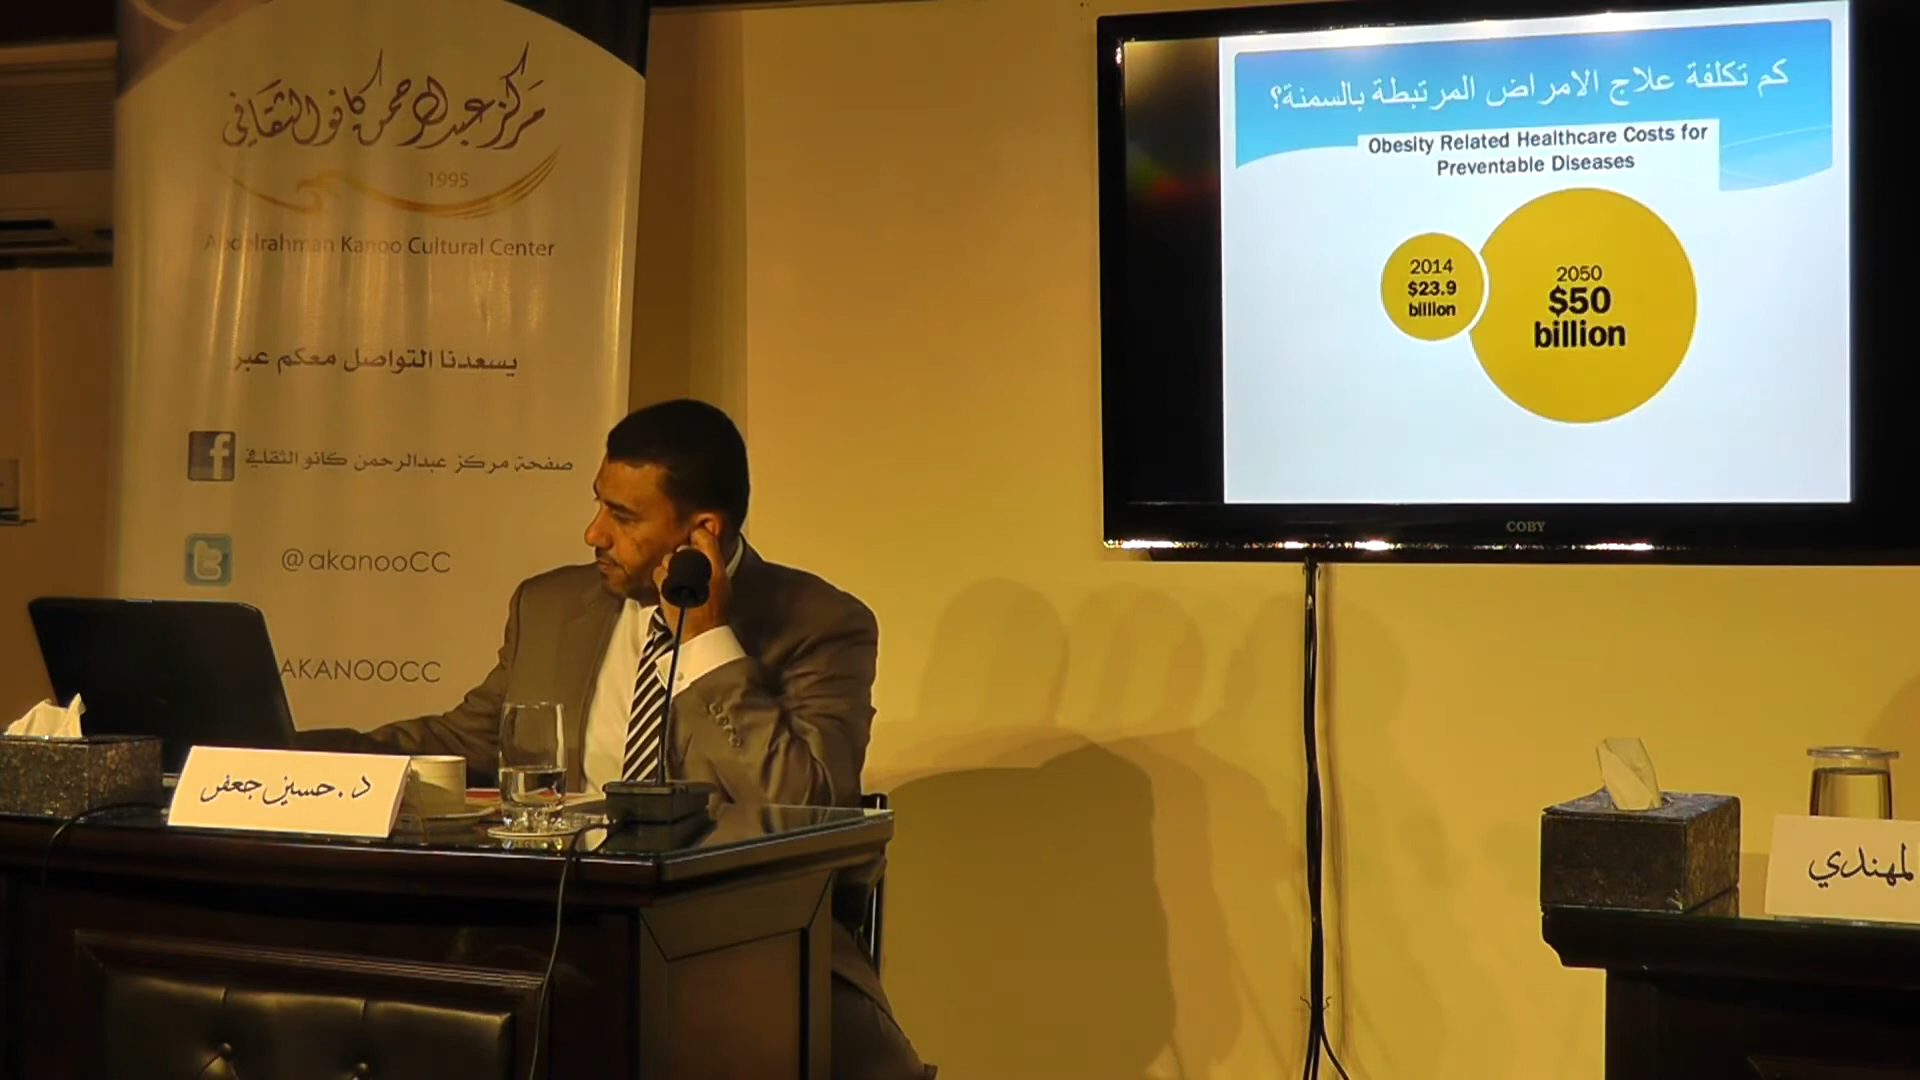 مركز عبدالرحمن كانو الثقافي
1995
Abdelrahman Kanoo Cultural Center
يسعدنا التواصل معكم عبر
صفحة مركز عبدالرحمن كانو الثقافي
@akanooCC
AKANOOCC
د. حسين جعفر
كم تكلفة علاج الامراض المرتبطة بالسمنة؟
Obesity Related Healthcare Costs for
Preventable Diseases
2014
$23.9
billion
2050
$50
billion
COBY
لمهندي